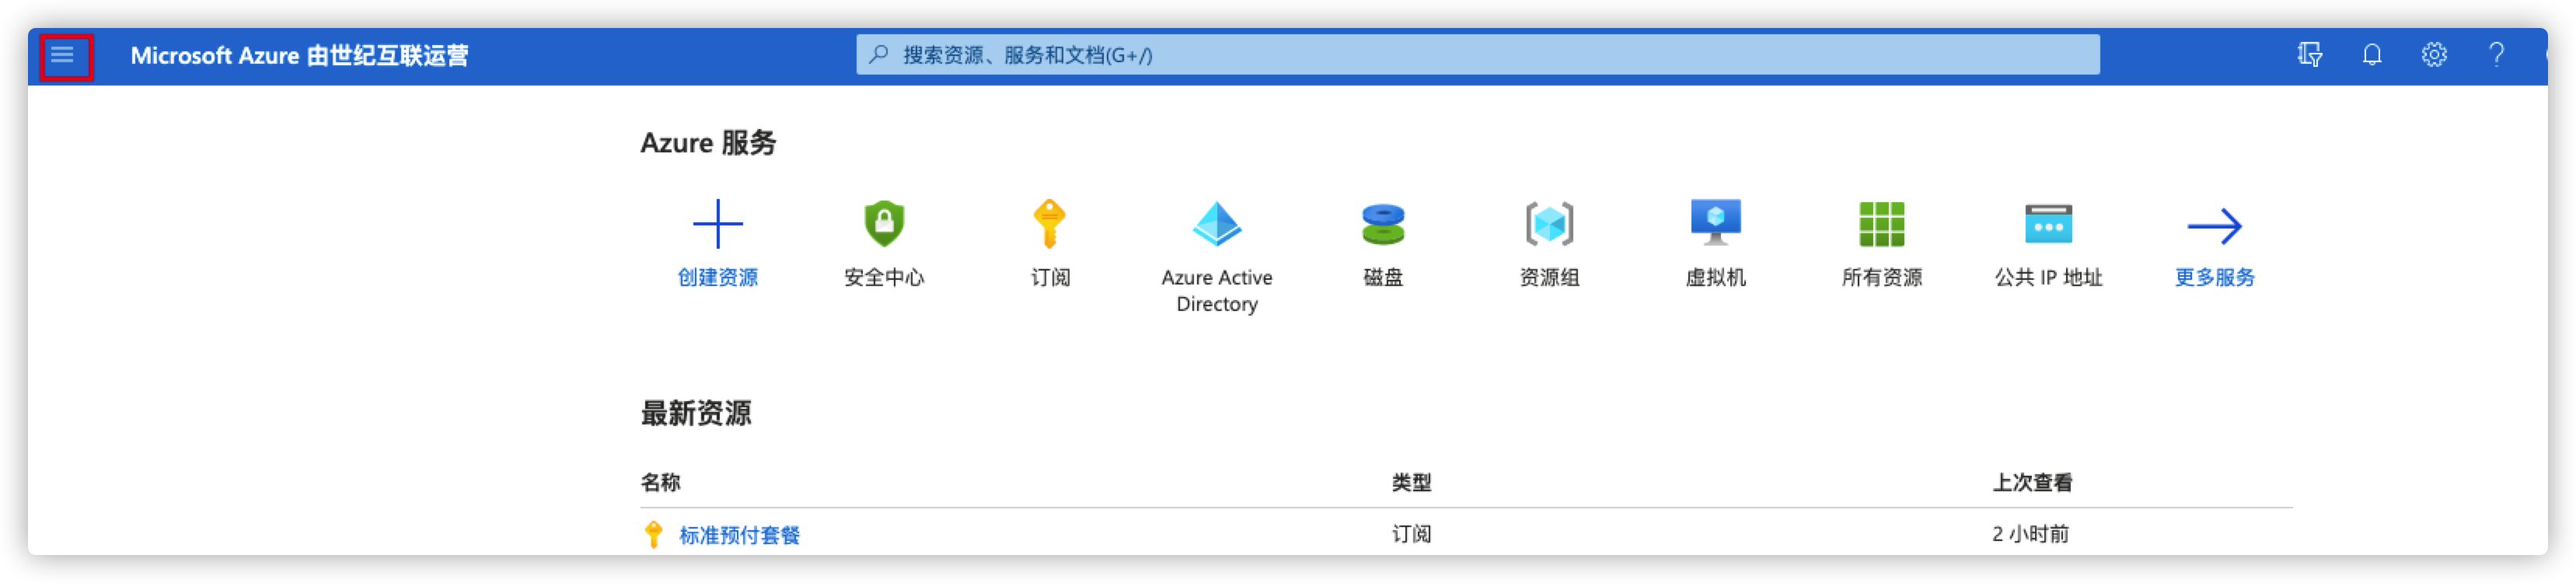 Microsoft Azure 由世纪互联运营
搜索资源、服务和文档(G+/)
Azure 服务
创建资源
安全中心
订阅
Azure Active
Directory
磁盘
资源组
虚拟机
所有资源
公共 IP 地址
更多服务
最新资源
名称 类型 上次查看
标准预付套餐 订阅 2 小时前